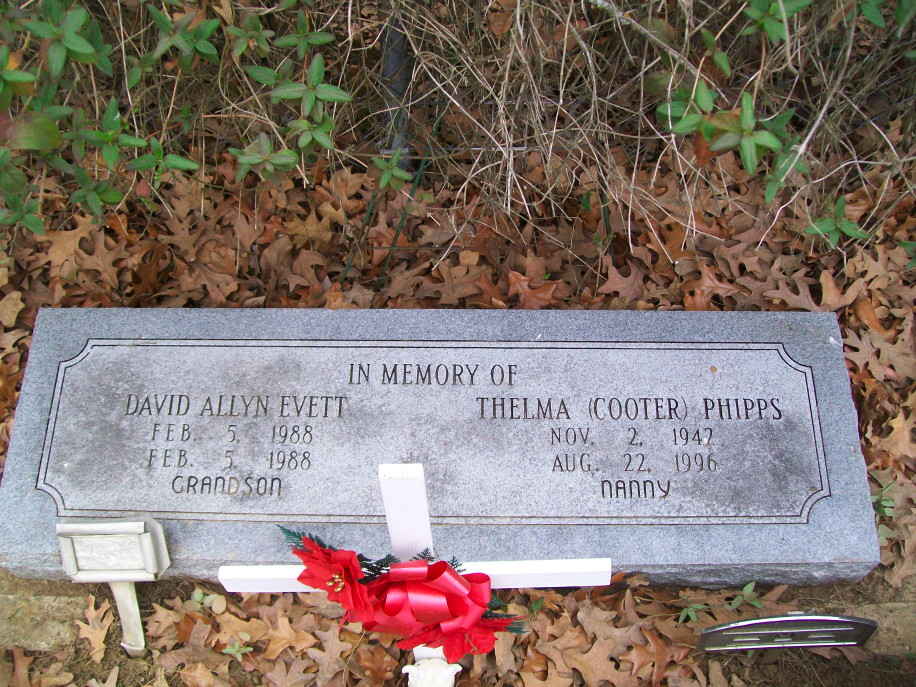 IN MEMORY OF
DAVID ALLYN EVETT
FEB. 5, 1988
FEB. 5, 1988
GRANDSON
THELMA (COOTER) PHIPPS
NOV. 2, 1942
AUG. 22, 1996
NANNY